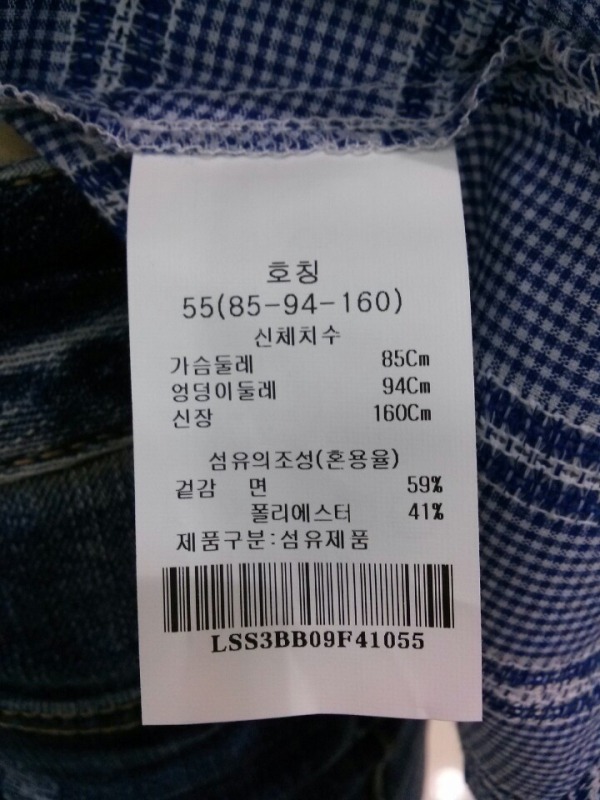 호칭
55(85-94-160)
신체치수
가슴둘레 85Cm
엉덩이둘레 94Cm
신장 160Cm
섬유의조성(혼용율)
겉감 면 59%
폴리에스터 41%
제품구분:섬유제품
LSS3BB09F41055